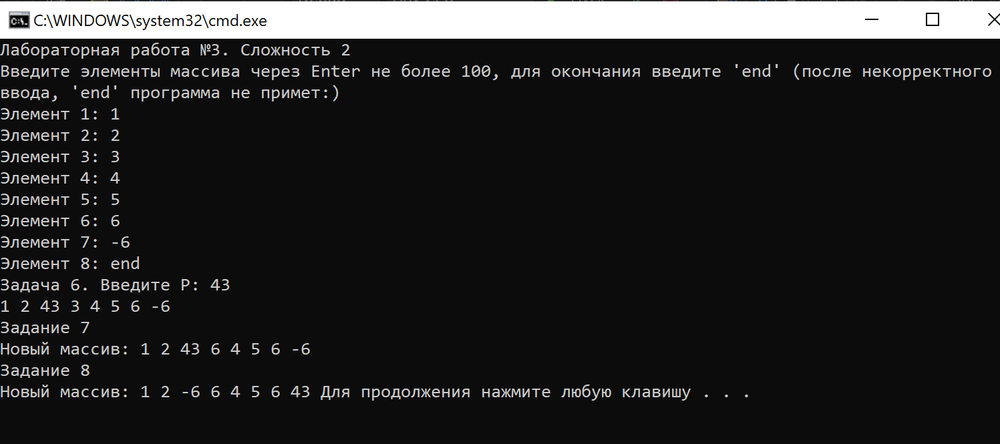 C:\WINDOWS\system32\cmd.exe
Лабораторная работа №3. Сложность 2
Введите элементы массива через Enter не более 100, для окончания введите 'end' (после некорректного
ввода, 'end' программа не примет:)
Элемент 1: 1
Элемент 2: 2
Элемент 3: 3
Элемент 4: 4
Элемент 5: 5
Элемент 6: 6
Элемент 7: -6
Элемент 8: end
Задача 6. Введите P: 43
1 2 43 3 4 5 6 -6
Задание 7
Новый массив: 1 2 43 6 4 5 6 -6
Задание 8
Новый массив: 1 2 -6 6 4 5 6 43 Для продолжения нажмите любую клавишу . . .